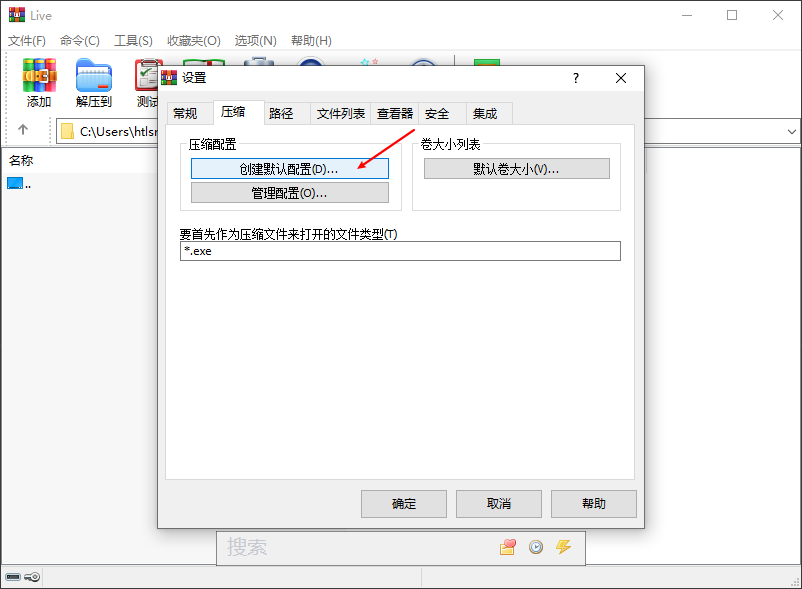 Live
文件(F) 命令(C) 工具(S) 收藏夹(O) 选项(N) 帮助(H)
添加 解压到 测试
C:\Users\htlsr
名称
..
设置 ?
常规 压缩 路径 文件列表 查看器 安全 集成
压缩配置
创建默认配置(D)...
管理配置(O)...
卷大小列表
默认卷大小(V)...
要首先作为压缩文件来打开的文件类型(T)
*.exe
确定 取消 帮助
搜索